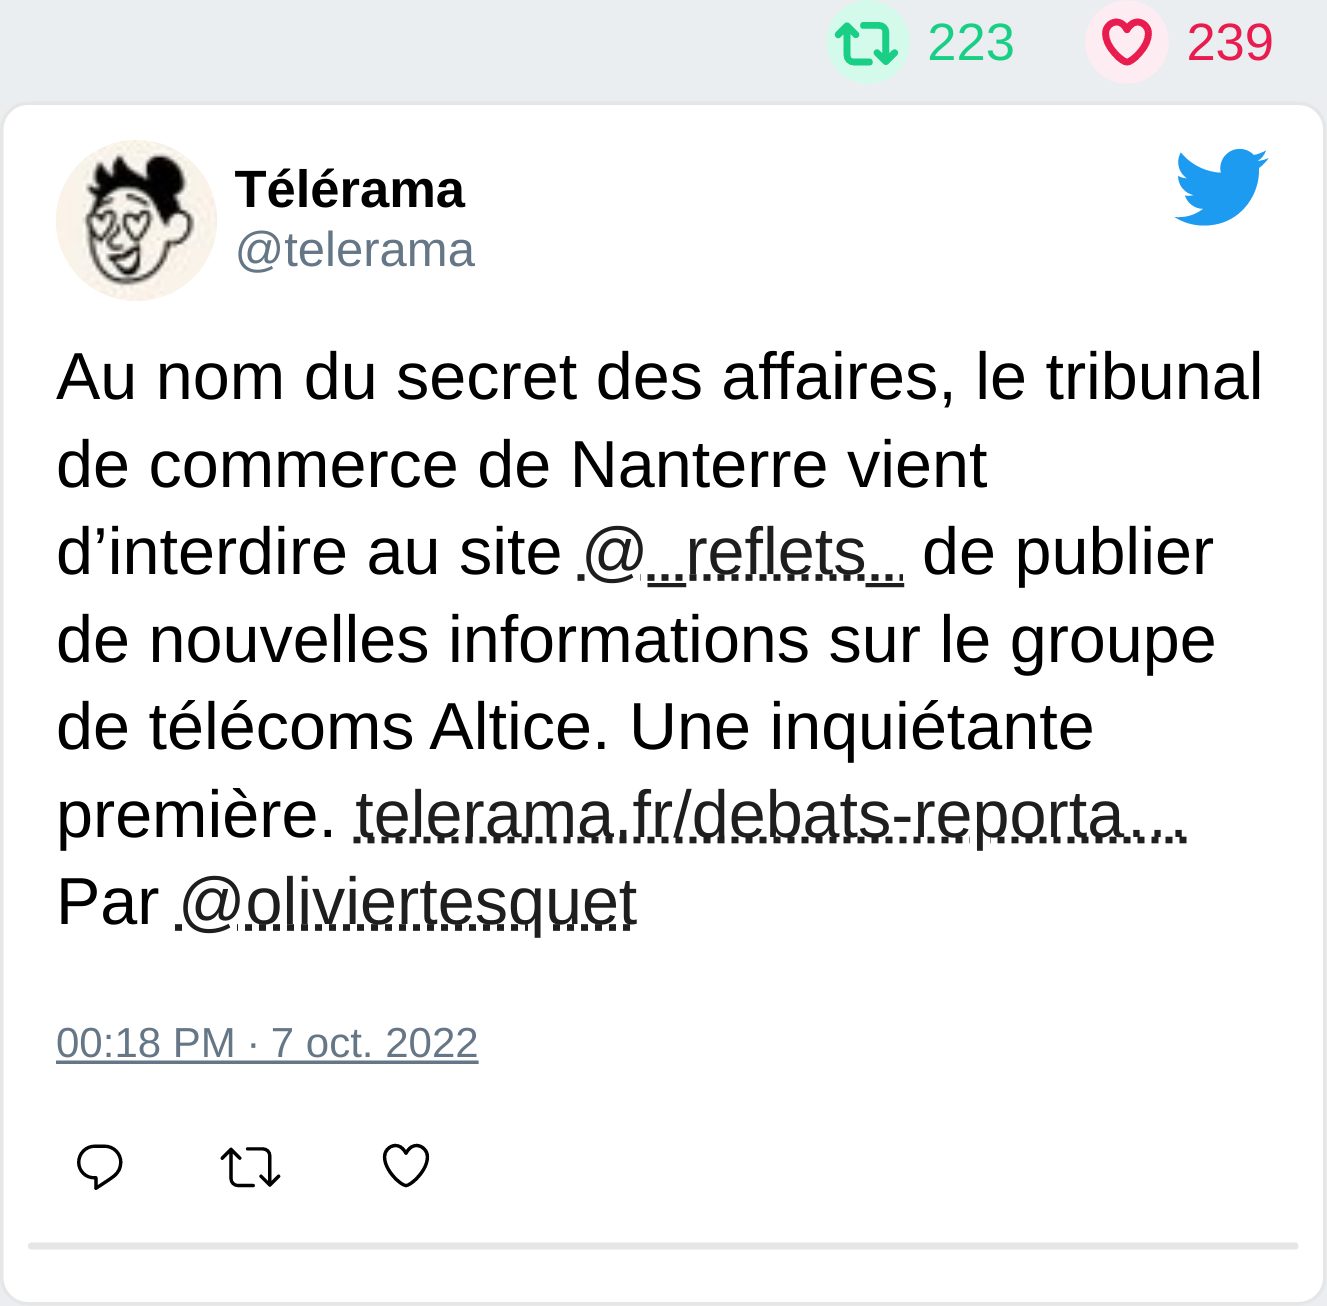 223 239
Télérama
@telerama
Au nom du secret des affaires, le tribunal
de commerce de Nanterre vient
d’interdire au site @_reflets_ de publier
de nouvelles informations sur le groupe
de télécoms Altice. Une inquiétante
première. telerama.fr/debats-reporta…
Par @oliviertesquet
00:18 PM · 7 oct. 2022